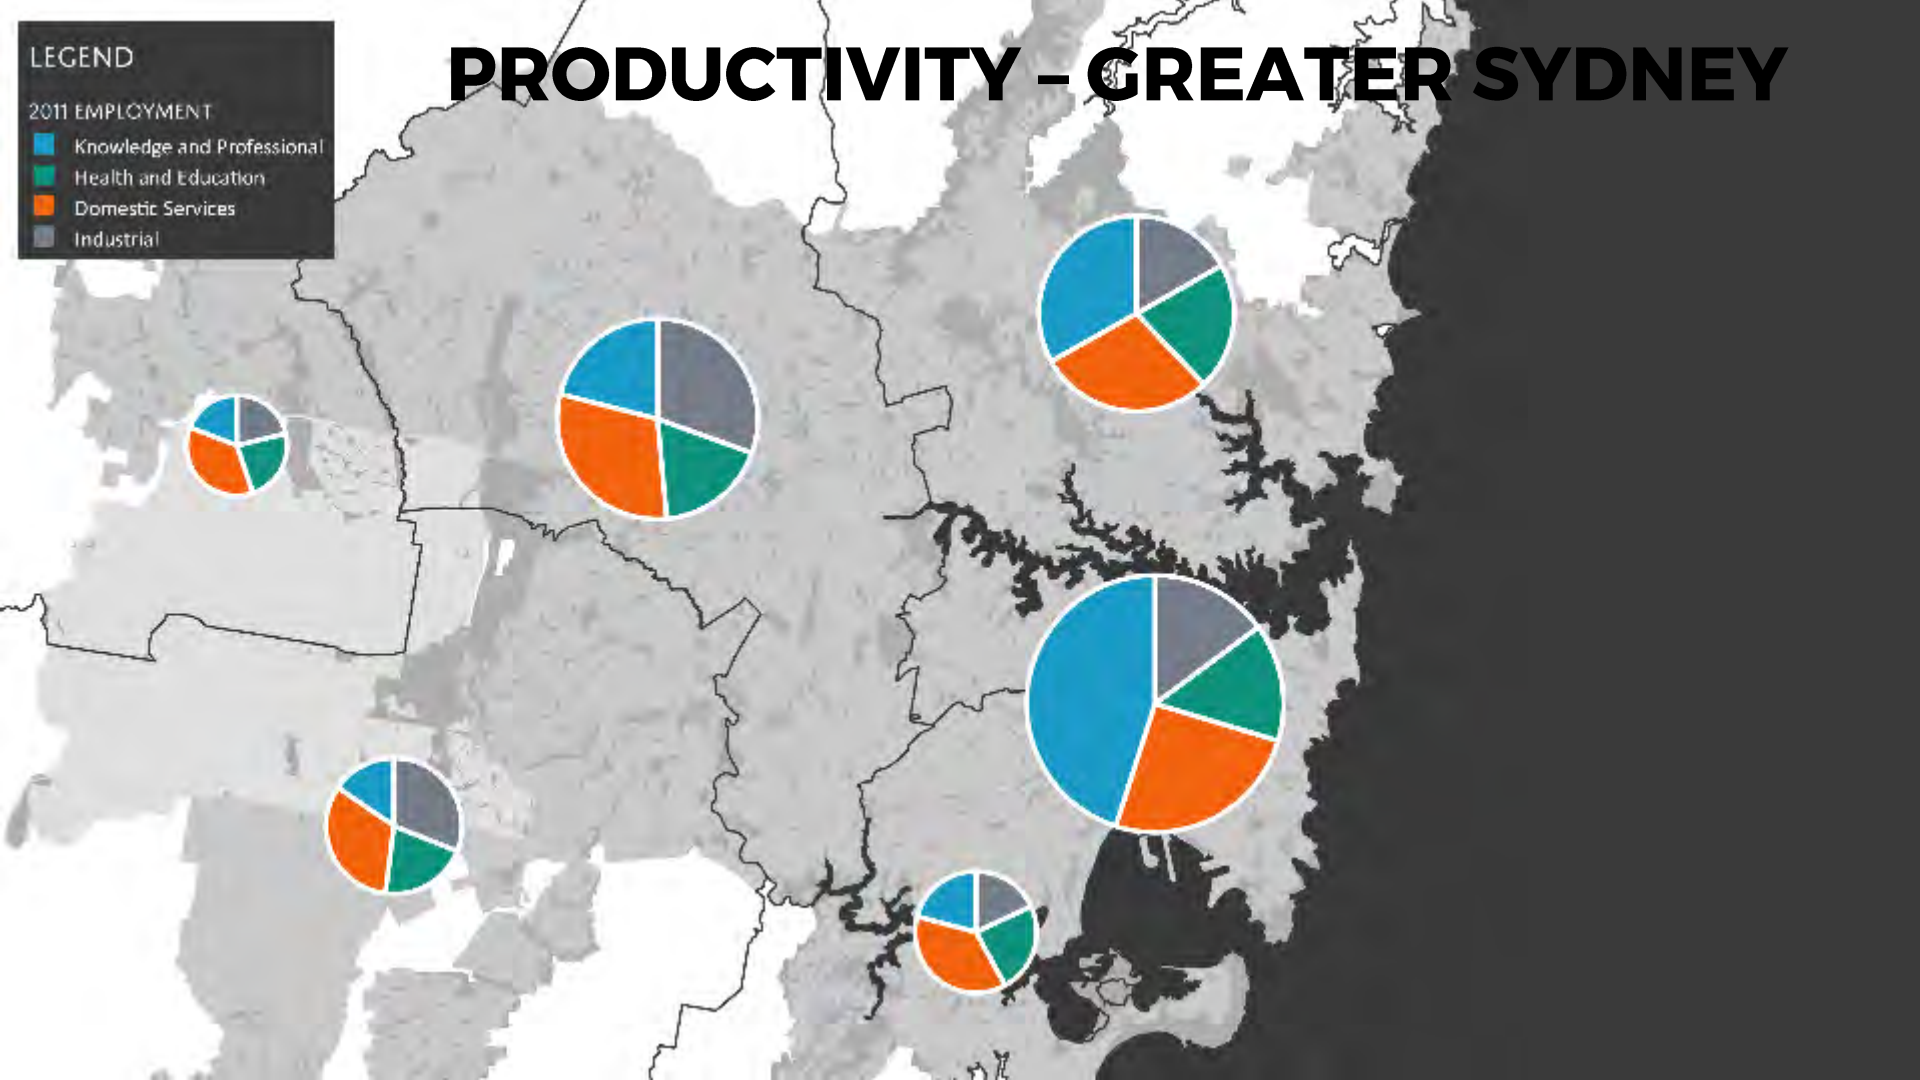 PRODUCTIVITY – GREATER SYDNEY
LEGEND
2011 EMPLOYMENT
Knowledge and Professional
Health and Education
Domestic Services
Industrial